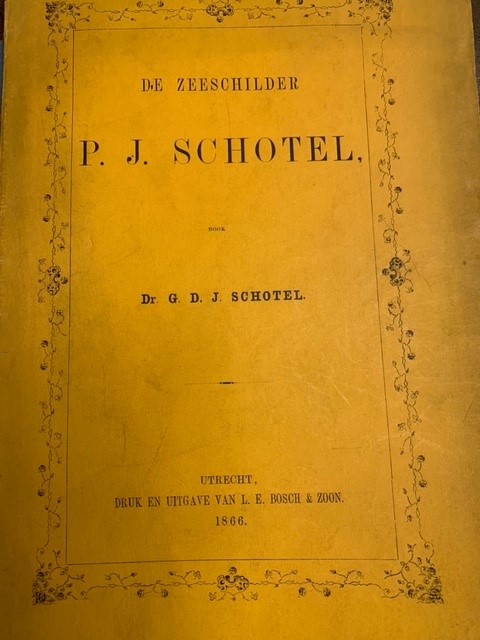 DE ZEESCHILDER
P. J. SCHOTEL,
DOOR
Dr. G. D. J. SCHOTEL.
UTRECHT,
DRUK EN UITGAVE VAN L. E. BOSCH & ZOON.
1866.